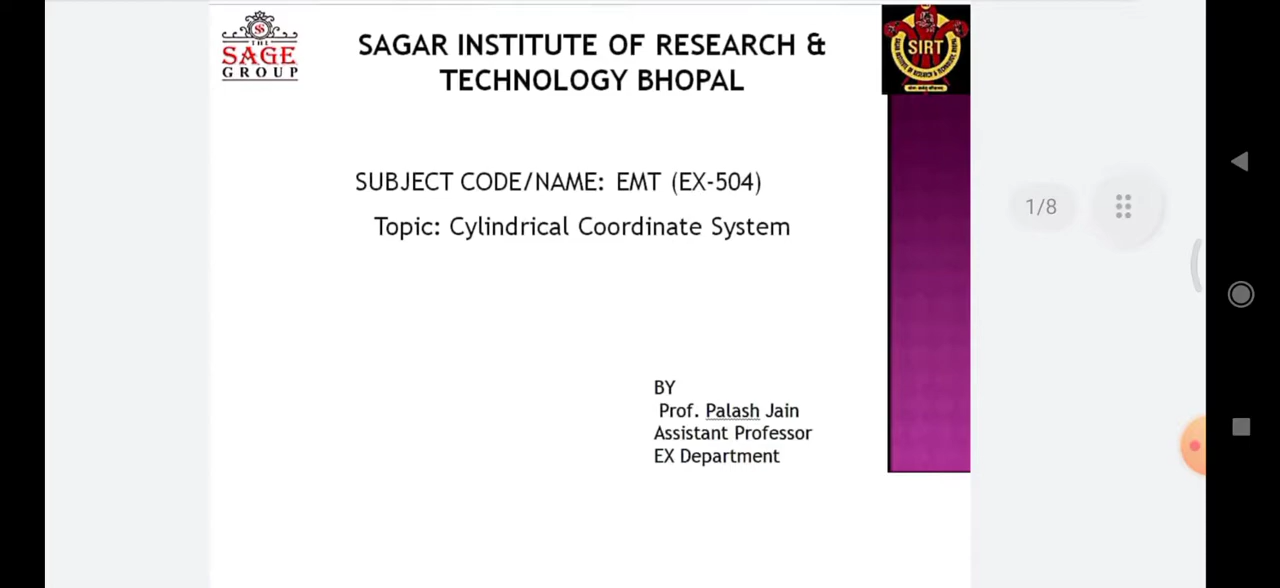 THE
SAGE
GROUP
SAGAR INSTITUTE OF RESEARCH &
TECHNOLOGY BHOPAL
SIRT
SUBJECT CODE/NAME: EMT (EX-504)
Topic: Cylindrical Coordinate System
1/8
BY
Prof. Palash Jain
Assistant Professor
EX Department